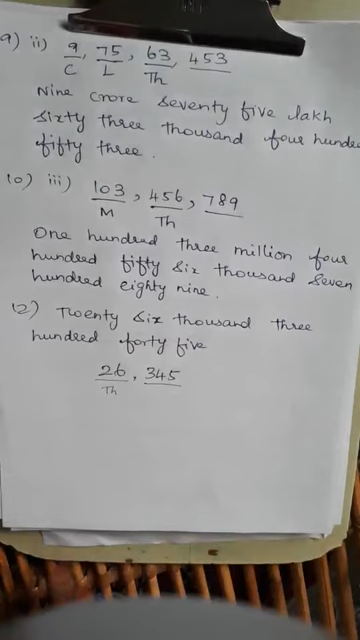 9) ii) 9, 75, 63, 453
C L Th
Nine crore seventy five lakh
sixty three thousand four hundred
fifty three.
10) iii) 103, 456, 789
M Th
One hundred three million four
hundred fifty six thousand seven
hundred eighty nine.
12) Twenty six thousand three
hundred forty five
26, 345
Th